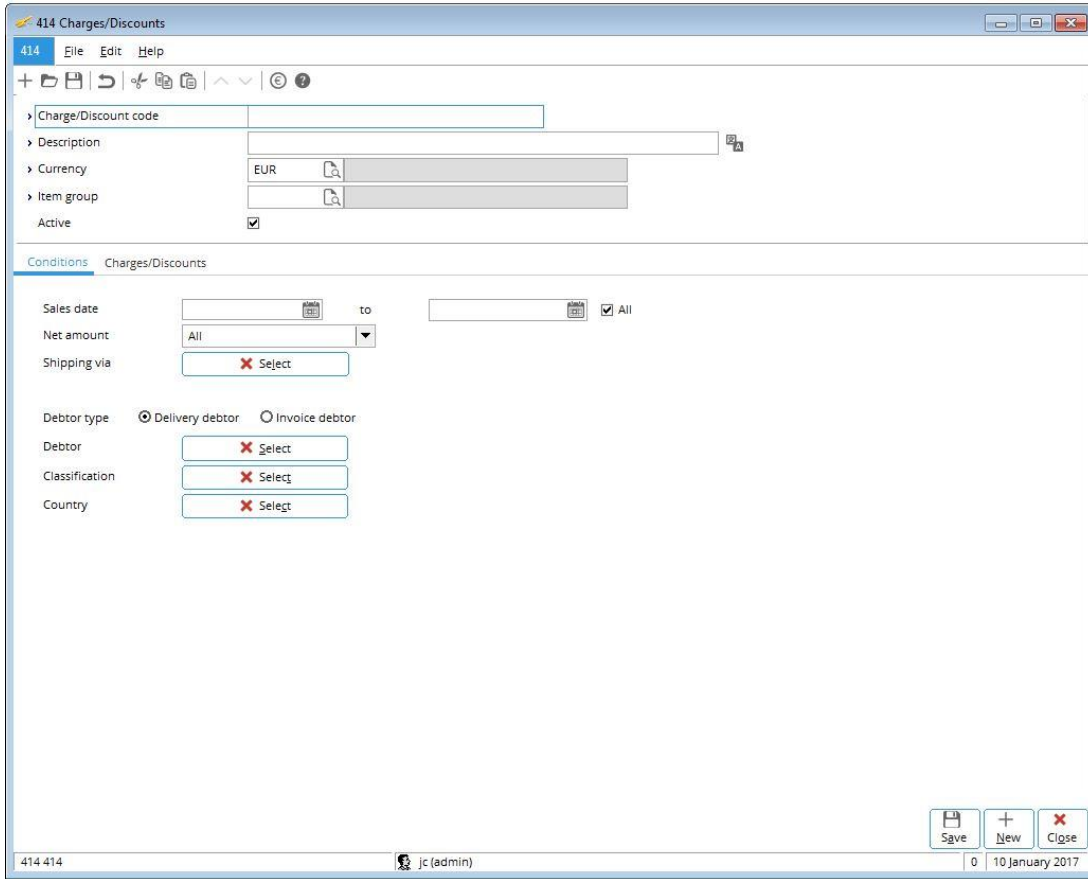 414 Charges/Discounts
414 File Edit Help
Charge/Discount code
Description
Currency EUR
Item group
Active
Conditions Charges/Discounts
Sales date to All
Net amount All
Shipping via Select
Debtor type Delivery debtor Invoice debtor
Debtor Select
Classification Select
Country Select
Save New Close
414 414 jc (admin) 0 10 January 2017